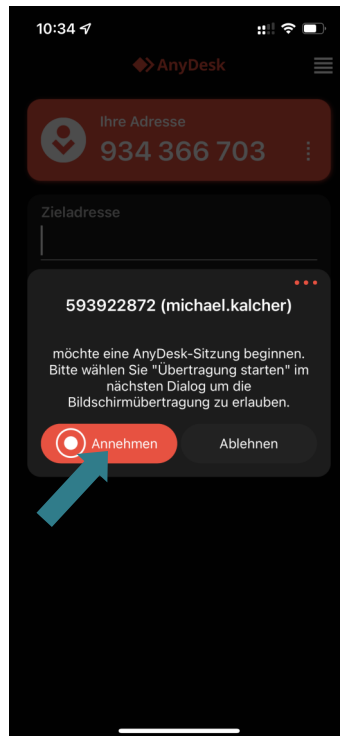 10:34
AnyDesk
Ihre Adresse
934 366 703
Zieladresse
593922872 (michael.kalcher)
möchte eine AnyDesk-Sitzung beginnen.
Bitte wählen Sie "Übertragung starten" im
nächsten Dialog um die
Bildschirmübertragung zu erlauben.
Annehmen
Ablehnen